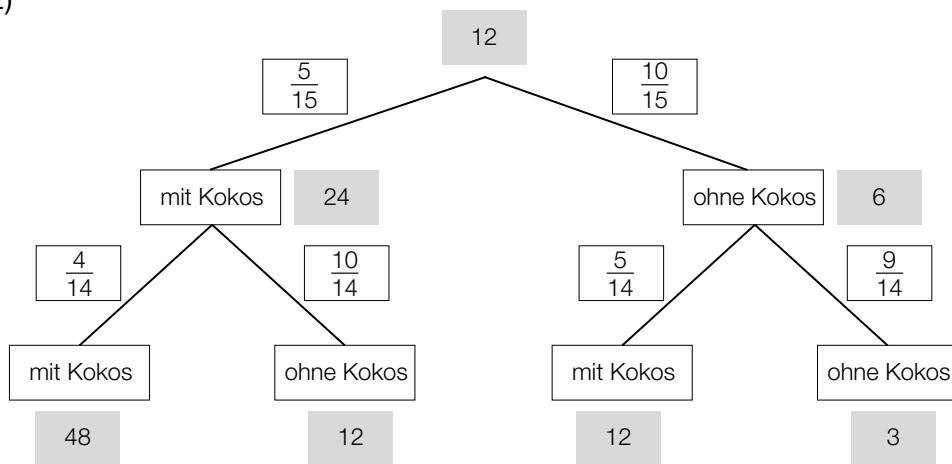 )
12
5/15 10/15
mit Kokos 24 ohne Kokos 6
4/14 10/14 5/14 9/14
mit Kokos ohne Kokos mit Kokos ohne Kokos
48 12 12 3